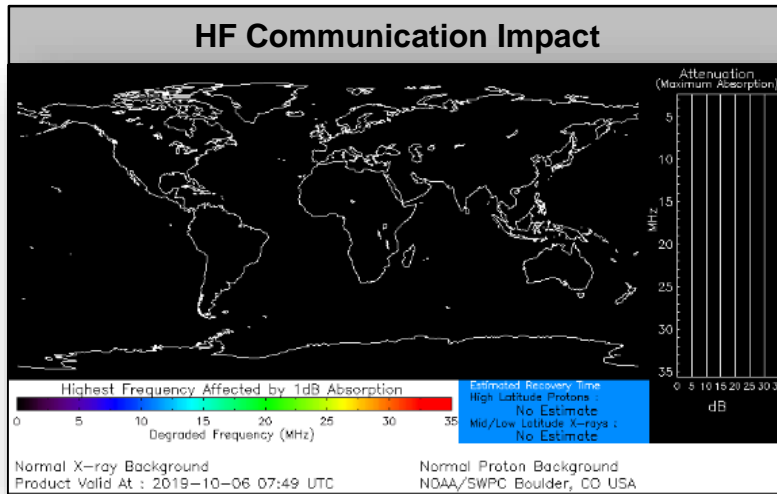 HF Communication Impact
Attenuation
(Maximum Absorption)
5
10
15
20
25
30
35
MHz
0 5 10 15 20 25 30
dB
Highest Frequency Affected by 1dB Absorption
0 5 10 15 20 25 30 35
Degraded Frequency (MHz)
Estimated Recovery Time
High Latitude Protons :
No Estimate
Mid/Low Latitude X-rays :
No Estimate
Normal X-ray Background
Normal Proton Background
Product Valid At : 2019-10-06 07:49 UTC
NOAA/SWPC Boulder, CO USA